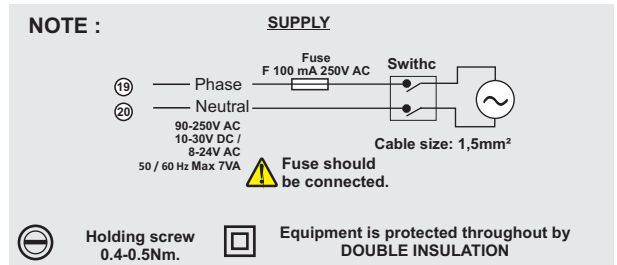 NOTE :
SUPPLY
Fuse
F 100 mA 250V AC
Swithc
19 Phase
20 Neutral
90-250V AC
10-30V DC /
8-24V AC
50 / 60 Hz Max 7VA
Cable size: 1,5mm²
Fuse should
be connected.
Holding screw
0.4-0.5Nm.
Equipment is protected throughout by
DOUBLE INSULATION